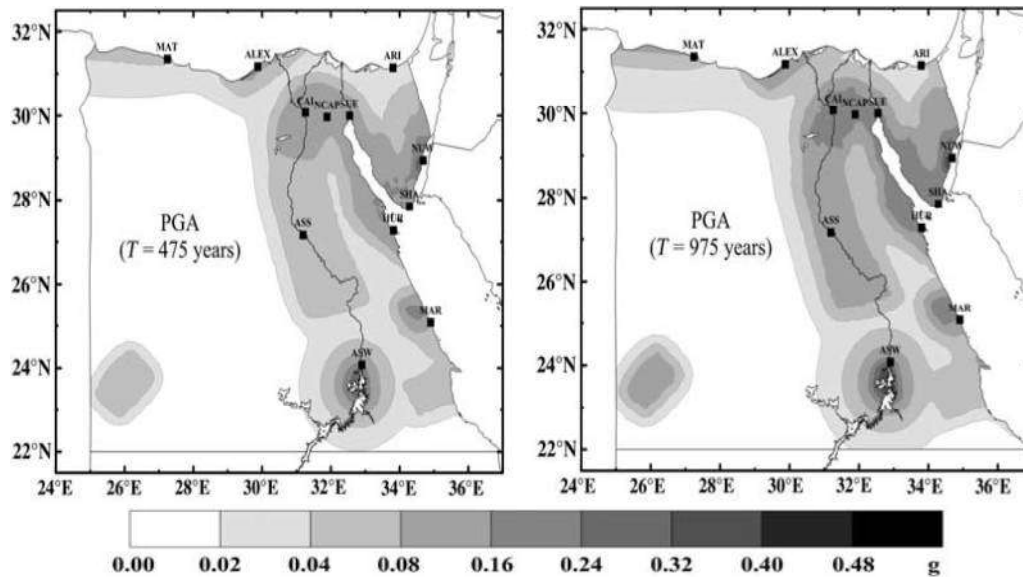 32°N
30°N
28°N
26°N
24°N
22°N
24°E 26°E 28°E 30°E 32°E 34°E 36°E
MAT
ALEX
ARI
CAI
NCAP
SUE
NUW
SHA
HUR
ASS
MAR
ASW
PGA
(T = 475 years)
32°N
30°N
28°N
26°N
24°N
22°N
24°E 26°E 28°E 30°E 32°E 34°E 36°E
MAT
ALEX
ARI
CAI
NCAP
SUE
NUW
SHA
HUR
ASS
MAR
ASW
PGA
(T = 975 years)
0.00 0.02 0.04 0.08 0.16 0.24 0.32 0.40 0.48 g